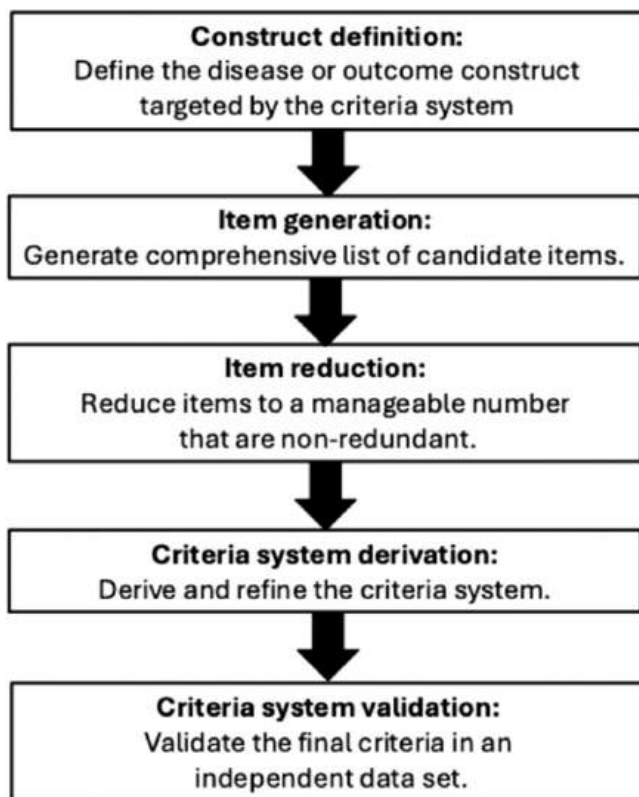 Construct definition:
Define the disease or outcome construct
targeted by the criteria system
Item generation:
Generate comprehensive list of candidate items.
Item reduction:
Reduce items to a manageable number
that are non-redundant.
Criteria system derivation:
Derive and refine the criteria system.
Criteria system validation:
Validate the final criteria in an
independent data set.